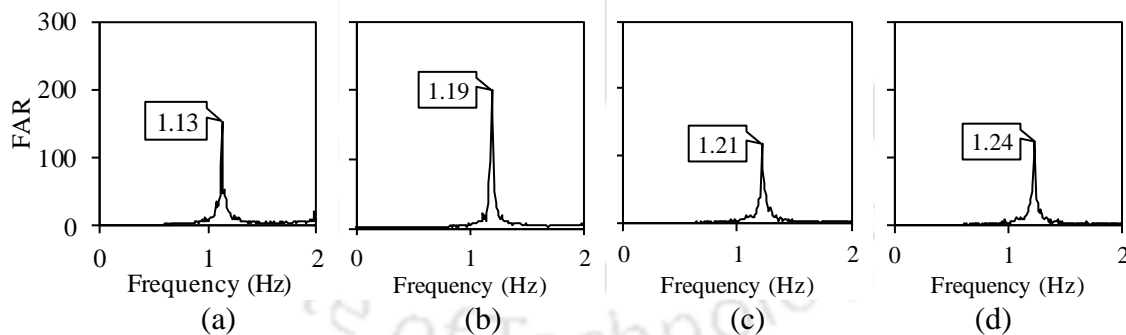 300
200
100
0
FAR
1.13
1.19
1.21
1.24
0 1 2
0 1 2
0 1 2
0 1 2
Frequency (Hz) Frequency (Hz) Frequency (Hz) Frequency (Hz)
(a) (b) (c) (d)